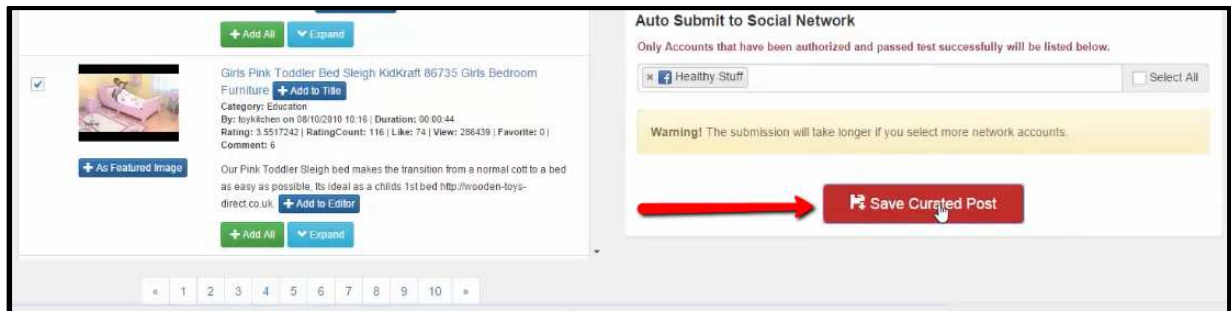 + Add All
Expand
Girls Pink Toddler Bed Sleigh KidKraft 86735 Girls Bedroom
Furniture + Add to Title
Category: Education
By: toykitchen on 08/10/2010 10:16 | Duration: 00:00:44
Rating: 3.5517242 | RatingCount: 116 | Like: 74 | View: 286439 | Favorite: 0 |
Comment: 6
+ As Featured Image
Our Pink Toddler Sleigh bed makes the transition from a normal cott to a bed
as easy as possible, Its ideal as a childs 1st bed http://wooden-toys-
direct.co.uk. + Add to Editor
+ Add All
Expand
« 1 2 3 4 5 6 7 8 9 10 »
Auto Submit to Social Network
Only Accounts that have been authorized and passed test successfully will be listed below.
× Healthy Stuff
Select All
Warning! The submission will take longer if you select more network accounts.
Save Curated Post